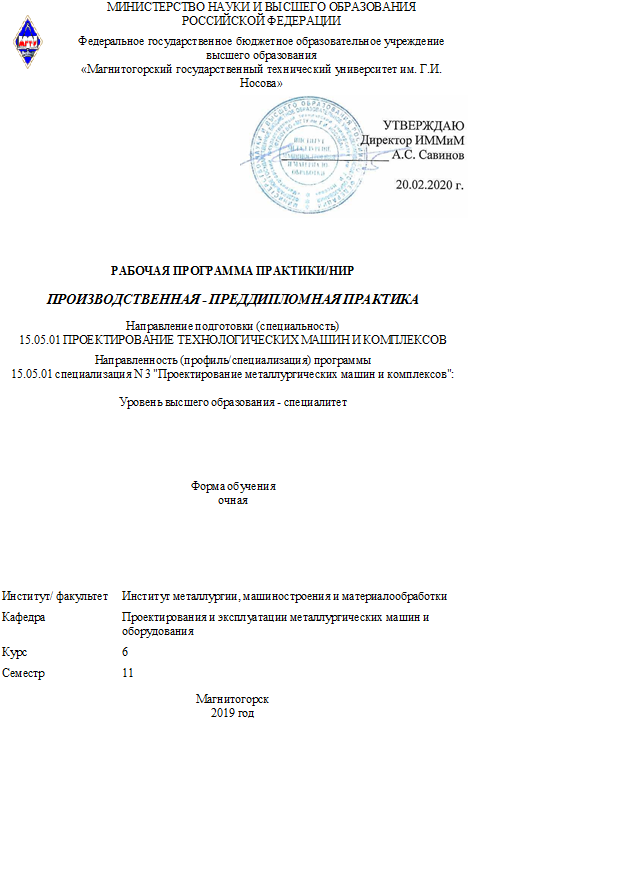 МИНИСТЕРСТВО НАУКИ И ВЫСШЕГО ОБРАЗОВАНИЯ
РОССИЙСКОЙ ФЕДЕРАЦИИ
Федеральное государственное бюджетное образовательное учреждение
высшего образования
«Магнитогорский государственный технический университет им. Г.И.
Носова»
МГТУ
УТВЕРЖДАЮ
Директор ИММиМ
А.С. Савинов
20.02.2020 г.
РАБОЧАЯ ПРОГРАММА ПРАКТИКИ/НИР
ПРОИЗВОДСТВЕННАЯ - ПРЕДДИПЛОМНАЯ ПРАКТИКА
Направление подготовки (специальность)
15.05.01 ПРОЕКТИРОВАНИЕ ТЕХНОЛОГИЧЕСКИХ МАШИН И КОМПЛЕКСОВ
Направленность (профиль/специализация) программы
15.05.01 специализация N 3 "Проектирование металлургических машин и комплексов":
Уровень высшего образования - специалитет
Форма обучения
очная
Институт/ факультет Институт металлургии, машиностроения и материалообработки
Кафедра Проектирования и эксплуатации металлургических машин и
оборудования
Курс 6
Семестр 11
Магнитогорск
2019 год